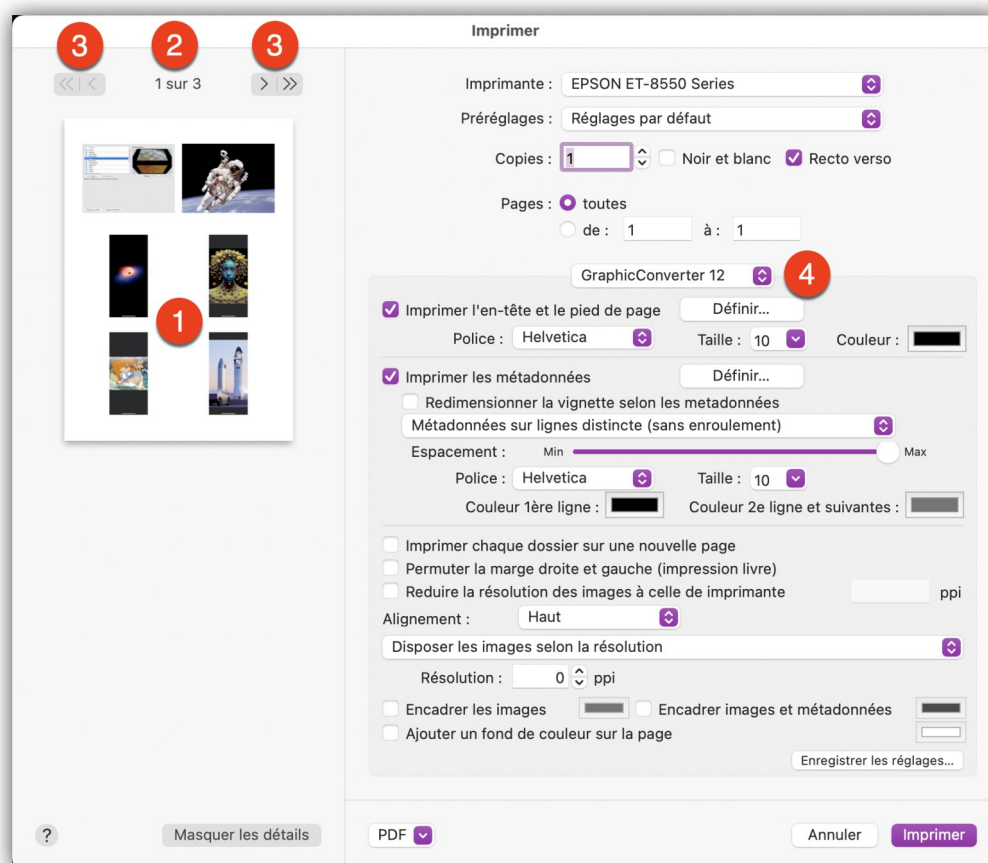 Imprimer
3 2 3
1 sur 3
1
Imprimante : EPSON ET-8550 Series
Préréglages : Réglages par défaut
Copies : 1 Noir et blanc Recto verso
Pages : toutes
de : 1 à : 1
GraphicConverter 12 4
Imprimer l'en-tête et le pied de page Définir...
Police : Helvetica Taille : 10 Couleur :
Imprimer les métadonnées Définir...
Redimensionner la vignette selon les metadonnées
Métadonnées sur lignes distincte (sans enroulement)
Espacement : Min Max
Police : Helvetica Taille : 10
Couleur 1ère ligne : Couleur 2e ligne et suivantes :
Imprimer chaque dossier sur une nouvelle page
Permuter la marge droite et gauche (impression livre)
Reduire la résolution des images à celle de imprimante ppi
Alignement : Haut
Disposer les images selon la résolution
Résolution : 0 ppi
Encadrer les images Encadrer images et métadonnées
Ajouter un fond de couleur sur la page
Enregistrer les réglages...
? Masquer les détails PDF Annuler Imprimer